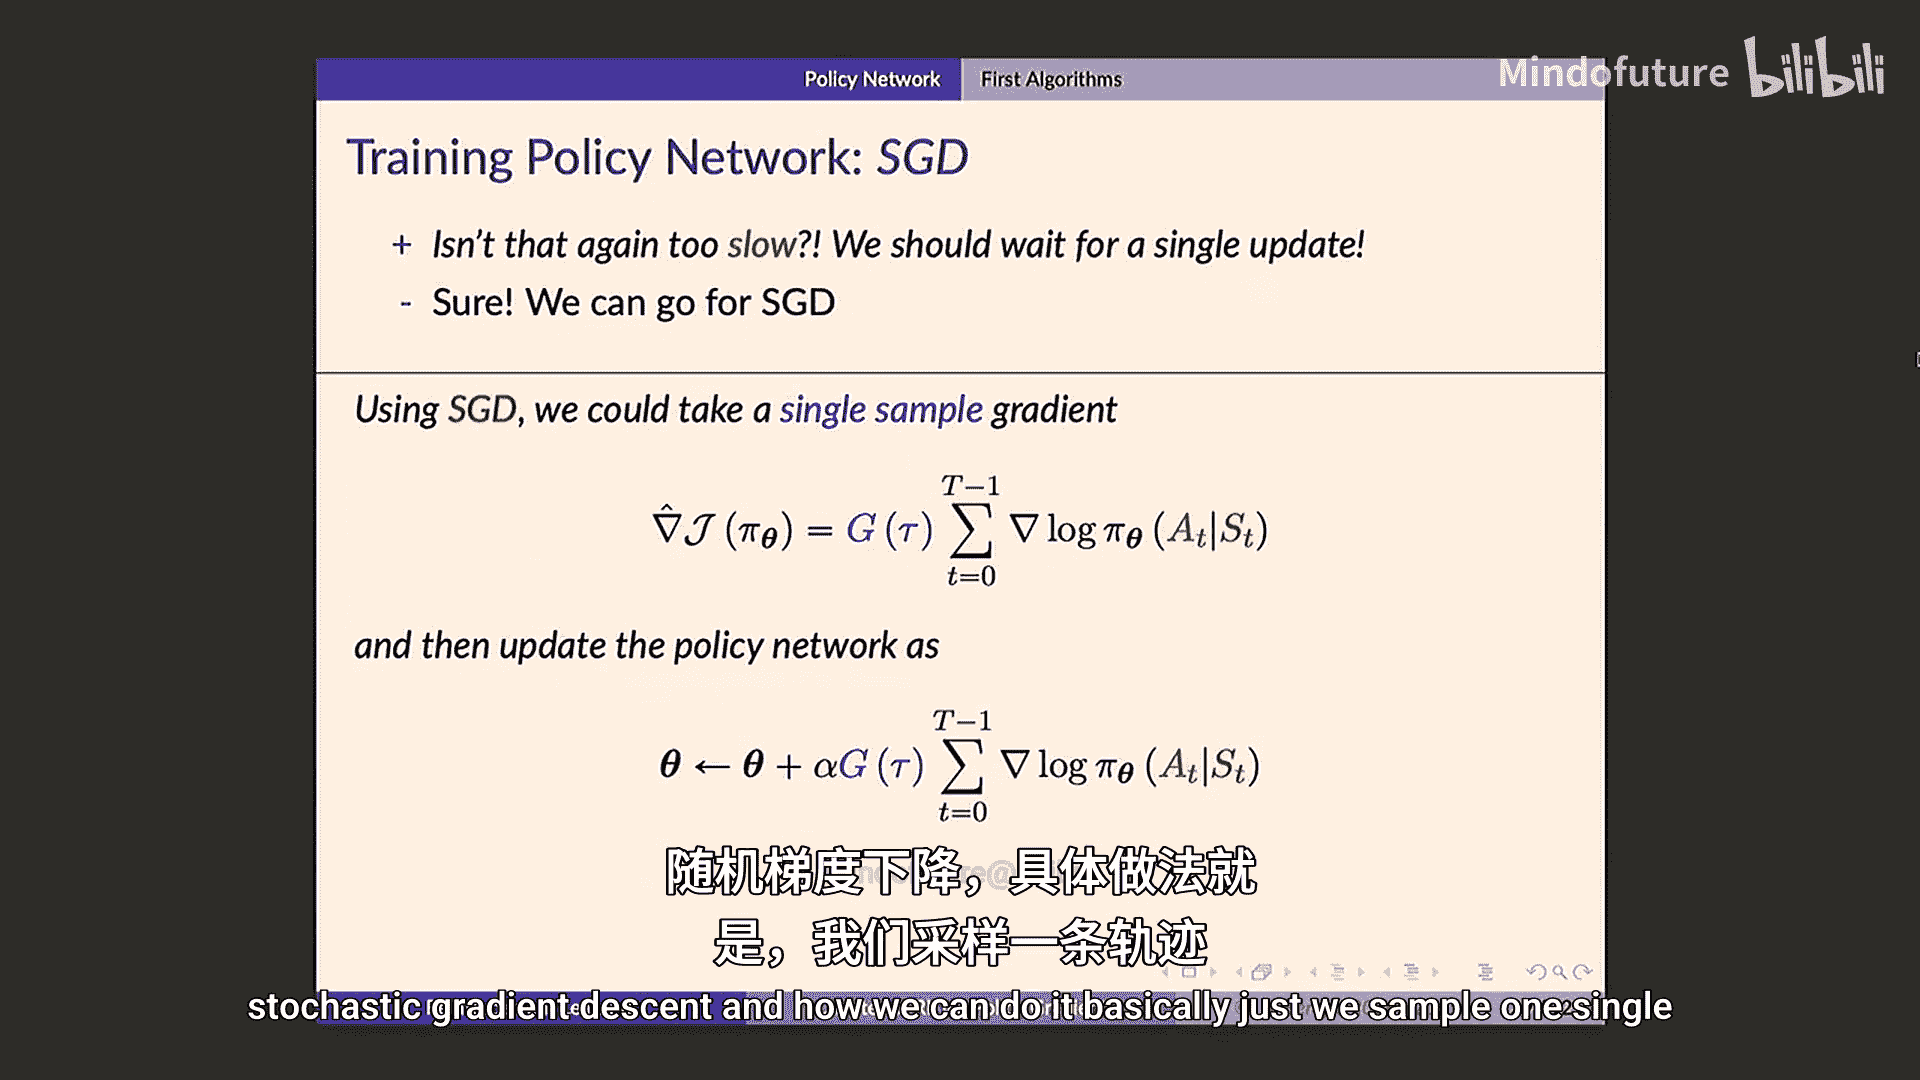 Policy Network First Algorithms
Mindofuture bilibili
Training Policy Network: SGD
+ Isn't that again too slow?! We should wait for a single update!
- Sure! We can go for SGD
Using SGD, we could take a single sample gradient
∇̂𝒥(π_θ) = G(τ) ∑_{t=0}^{T−1} ∇ log π_θ (A_t|S_t)
and then update the policy network as
θ ← θ + αG(τ) ∑_{t=0}^{T−1} ∇ log π_θ (A_t|S_t)
随机梯度下降，具体做法就
是，我们采样一条轨迹
stochastic gradient descent and how we can do it basically just we sample one single